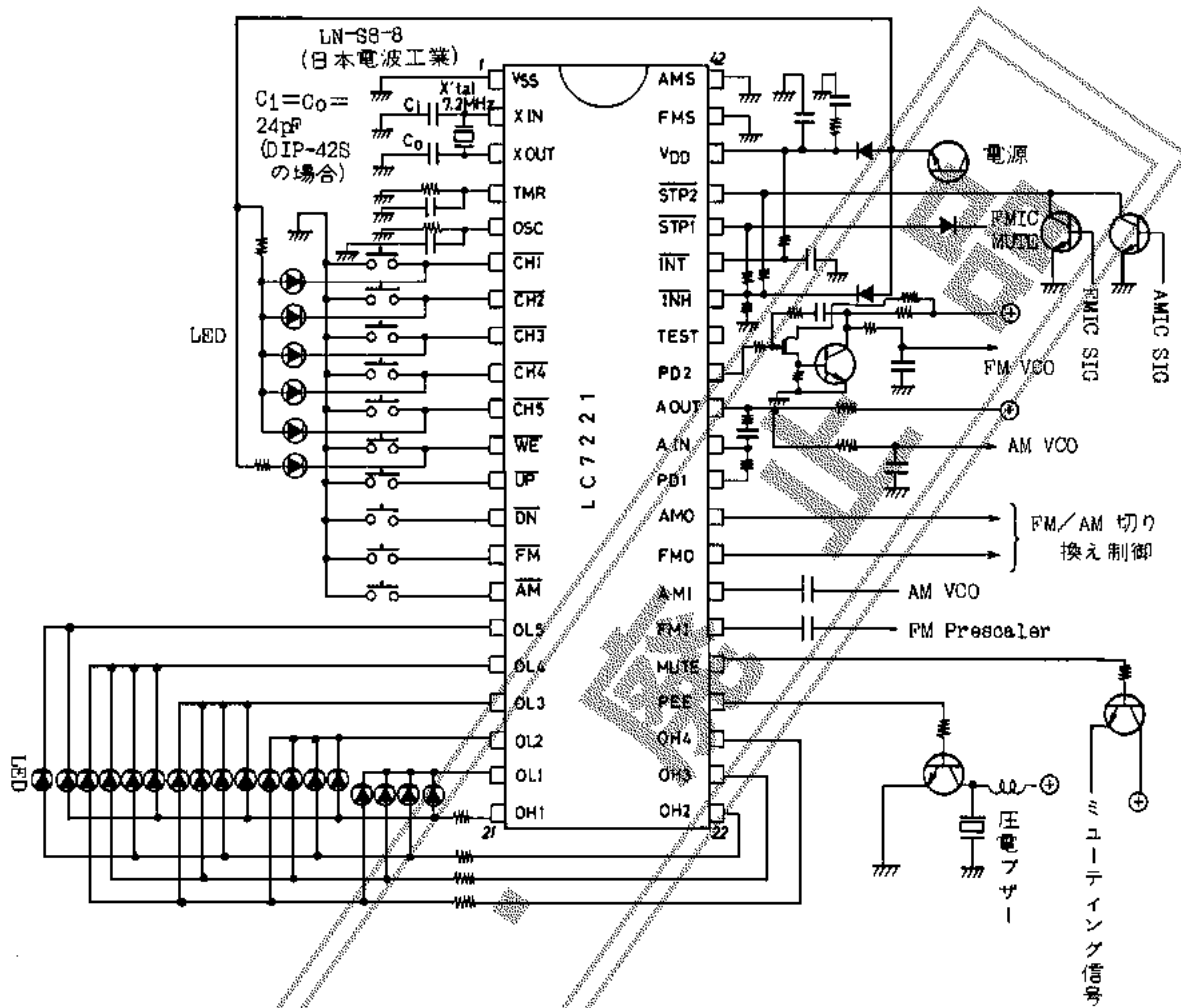 LN-S8-8
(日本電波工業)
C₁=C₀=
24pF
(DIP-42S
の場合)
X'tal
7.2MHz
Ci
Co
1
42
VSS
XIN
XOUT
TMR
OSC
CH1
CH2
CH3
CH4
CH5
WE
UP
DN
FM
AM
OL5
OL4
OL3
OL2
OL1
OH1
21
LC7221
AMS
FMS
VDD
STP2
STP1
INT
INH
TEST
PD2
AOUT
AIN
PD1
AMO
FMO
AMI
FMI
MUTE
PEE
OH4
OH3
OH2
22
LED
LED
電源
FMIC
MUTE
FMIC SIG
AMIC SIG
FM VCO
AM VCO
FM/AM 切り
換え制御
AM VCO
FM Prescaler
圧電ブザー
ミューティング信号